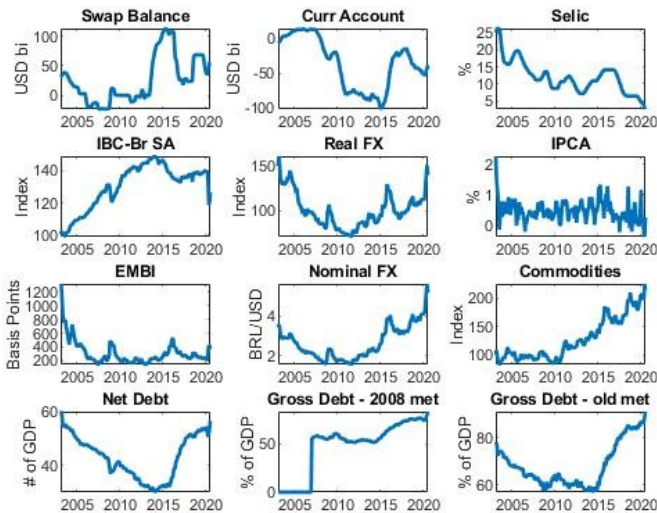 Swap Balance Curr Account Selic
USD bi 100 50 0 2005 2010 2015 2020
USD bi 0 -50 -100 2005 2010 2015 2020
% 25 20 15 10 5 2005 2010 2015 2020
IBC-Br SA Real FX IPCA
Index 140 120 100 2005 2010 2015 2020
Index 150 100 2005 2010 2015 2020
% 2 1 0 2005 2010 2015 2020
EMBI Nominal FX Commodities
Basis Points 1200 1000 800 600 400 200 2005 2010 2015 2020
BRL/USD 4 2 2005 2010 2015 2020
Index 200 150 100 2005 2010 2015 2020
Net Debt Gross Debt - 2008 met Gross Debt - old met
# of GDP 60 40 2005 2010 2015 2020
% of GDP 50 0 2005 2010 2015 2020
% of GDP 80 60 2005 2010 2015 2020